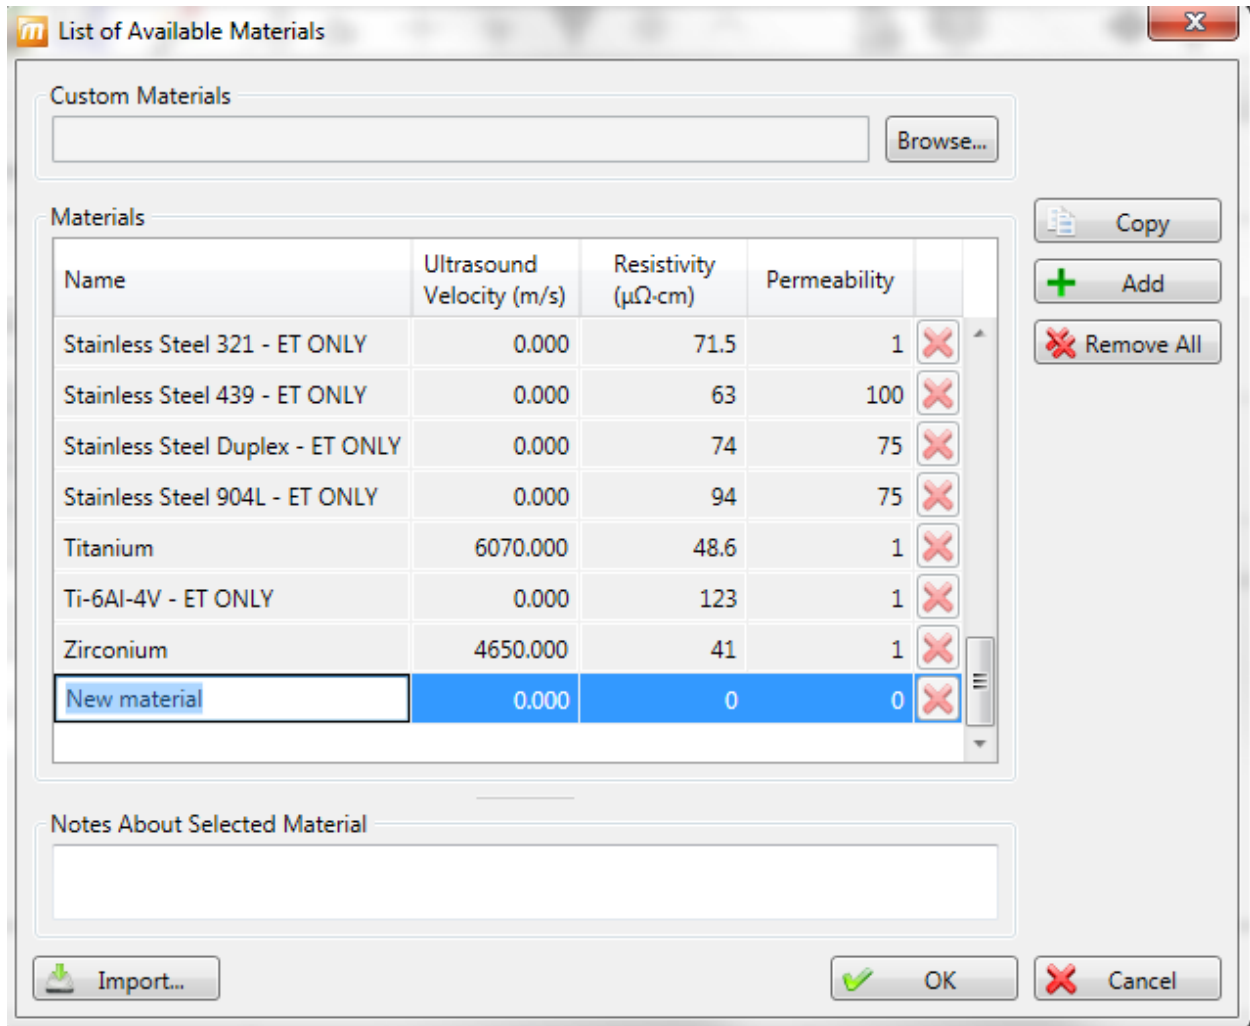 List of Available Materials
Custom Materials
Browse...
Materials
Name
Ultrasound
Velocity (m/s)
Resistivity
(μΩ·cm)
Permeability
Stainless Steel 321 - ET ONLY 0.000 71.5 1
Stainless Steel 439 - ET ONLY 0.000 63 100
Stainless Steel Duplex - ET ONLY 0.000 74 75
Stainless Steel 904L - ET ONLY 0.000 94 75
Titanium 6070.000 48.6 1
Ti-6Al-4V - ET ONLY 0.000 123 1
Zirconium 4650.000 41 1
New material 0.000 0 0
Copy
Add
Remove All
Notes About Selected Material
Import...
OK
Cancel